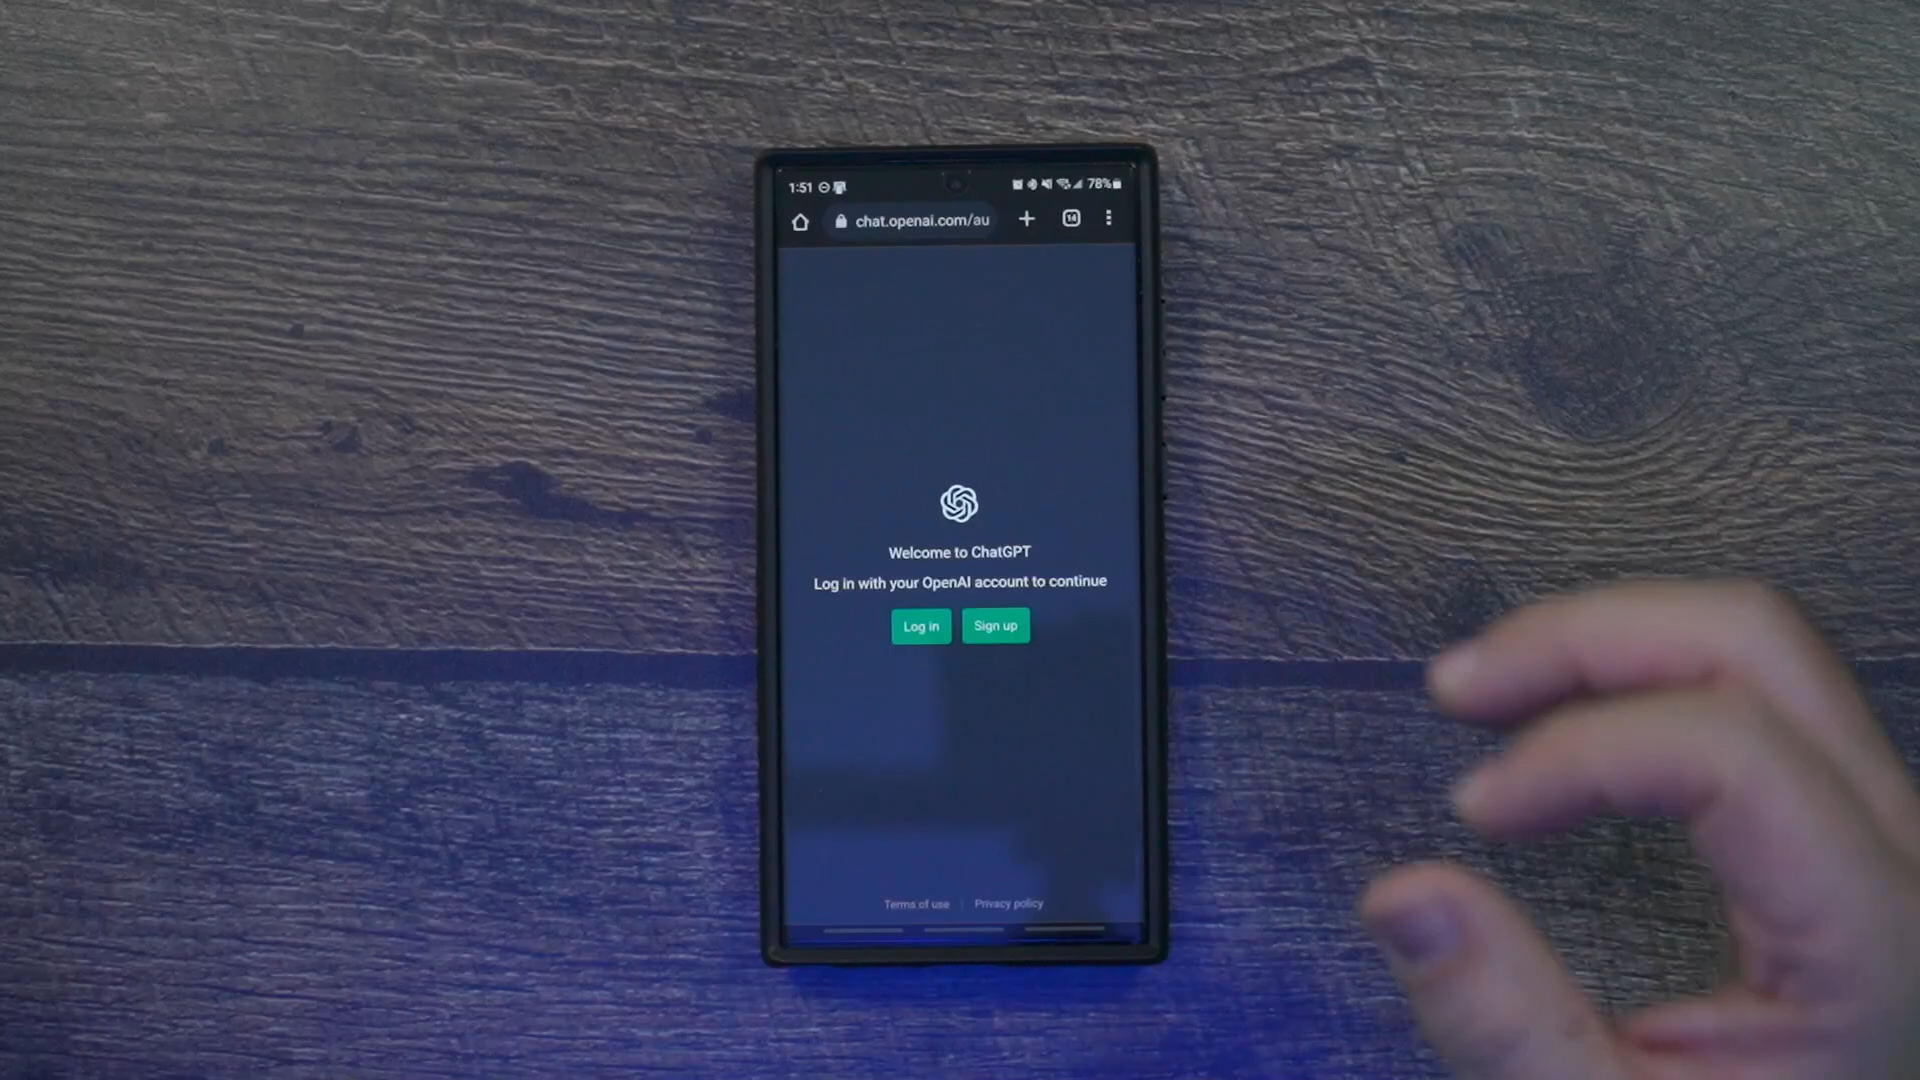 1:51 78%
chat.openai.com/au 14
Welcome to ChatGPT
Log in with your OpenAI account to continue
Log in Sign up
Terms of use | Privacy policy